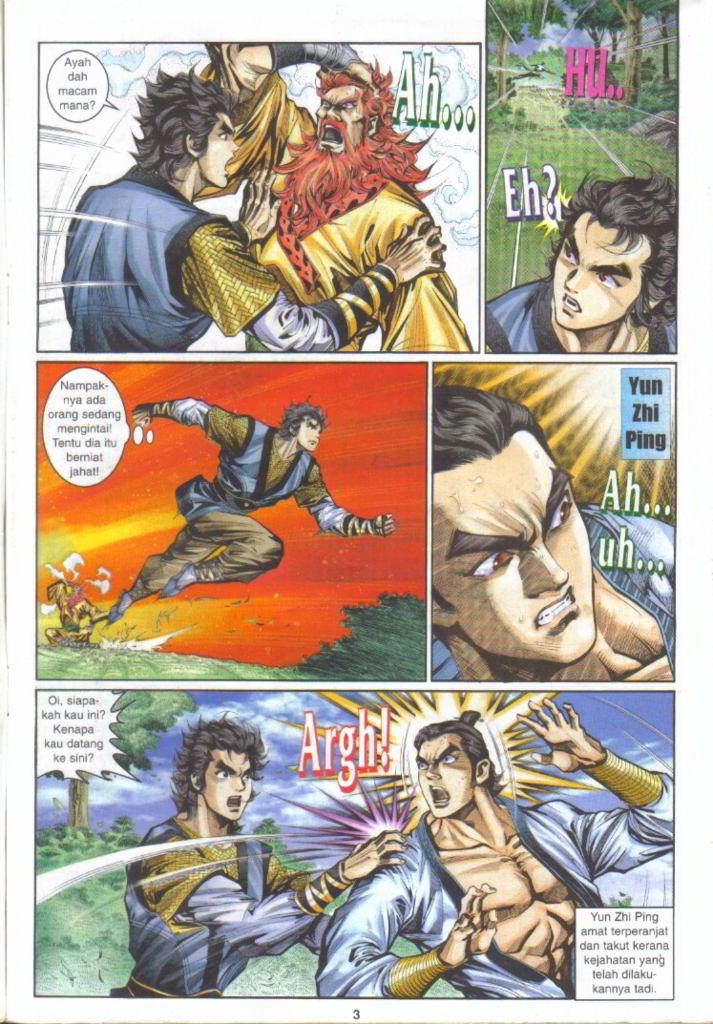 Ayah
dah
macam
mana?
Ah...
HU..
Eh?
Nampak-
nya ada
orang sedang
mengintai!
Tentu dia itu
berniat
jahat!
Yun
Zhi
Ping
Ah...
uh...
Oi, siapa-
kah kau ini?
Kenapa
kau datang
ke sini?
Argh!
Yun Zhi Ping
amat terperanjat
dan takut kerana
kejahatan yang
telah dilaku-
kannya tadi.
3